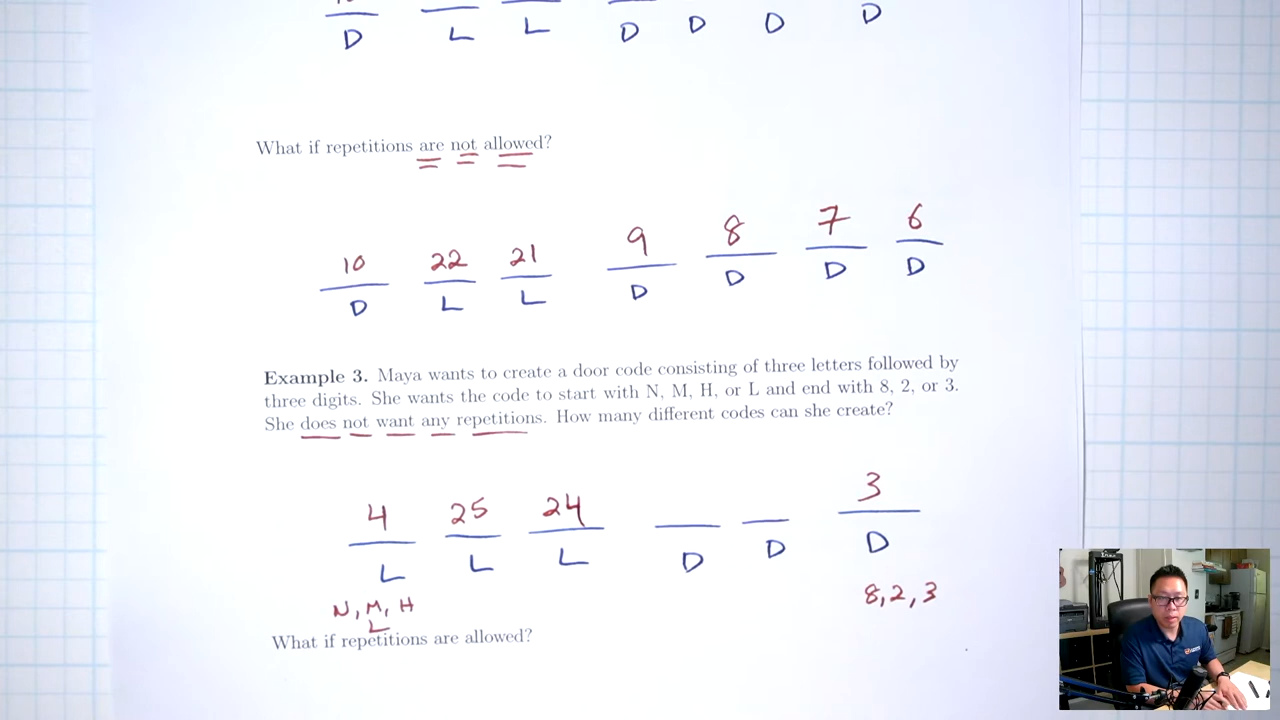 D L L D D D D
What if repetitions are not allowed?
10 22 21 9 8 7 6
D L L D D D D
Example 3. Maya wants to create a door code consisting of three letters followed by
three digits. She wants the code to start with N, M, H, or L and end with 8, 2, or 3.
She does not want any repetitions. How many different codes can she create?
4 25 24 3
L L L D D D
N, M, H 8, 2, 3
L
What if repetitions are allowed?